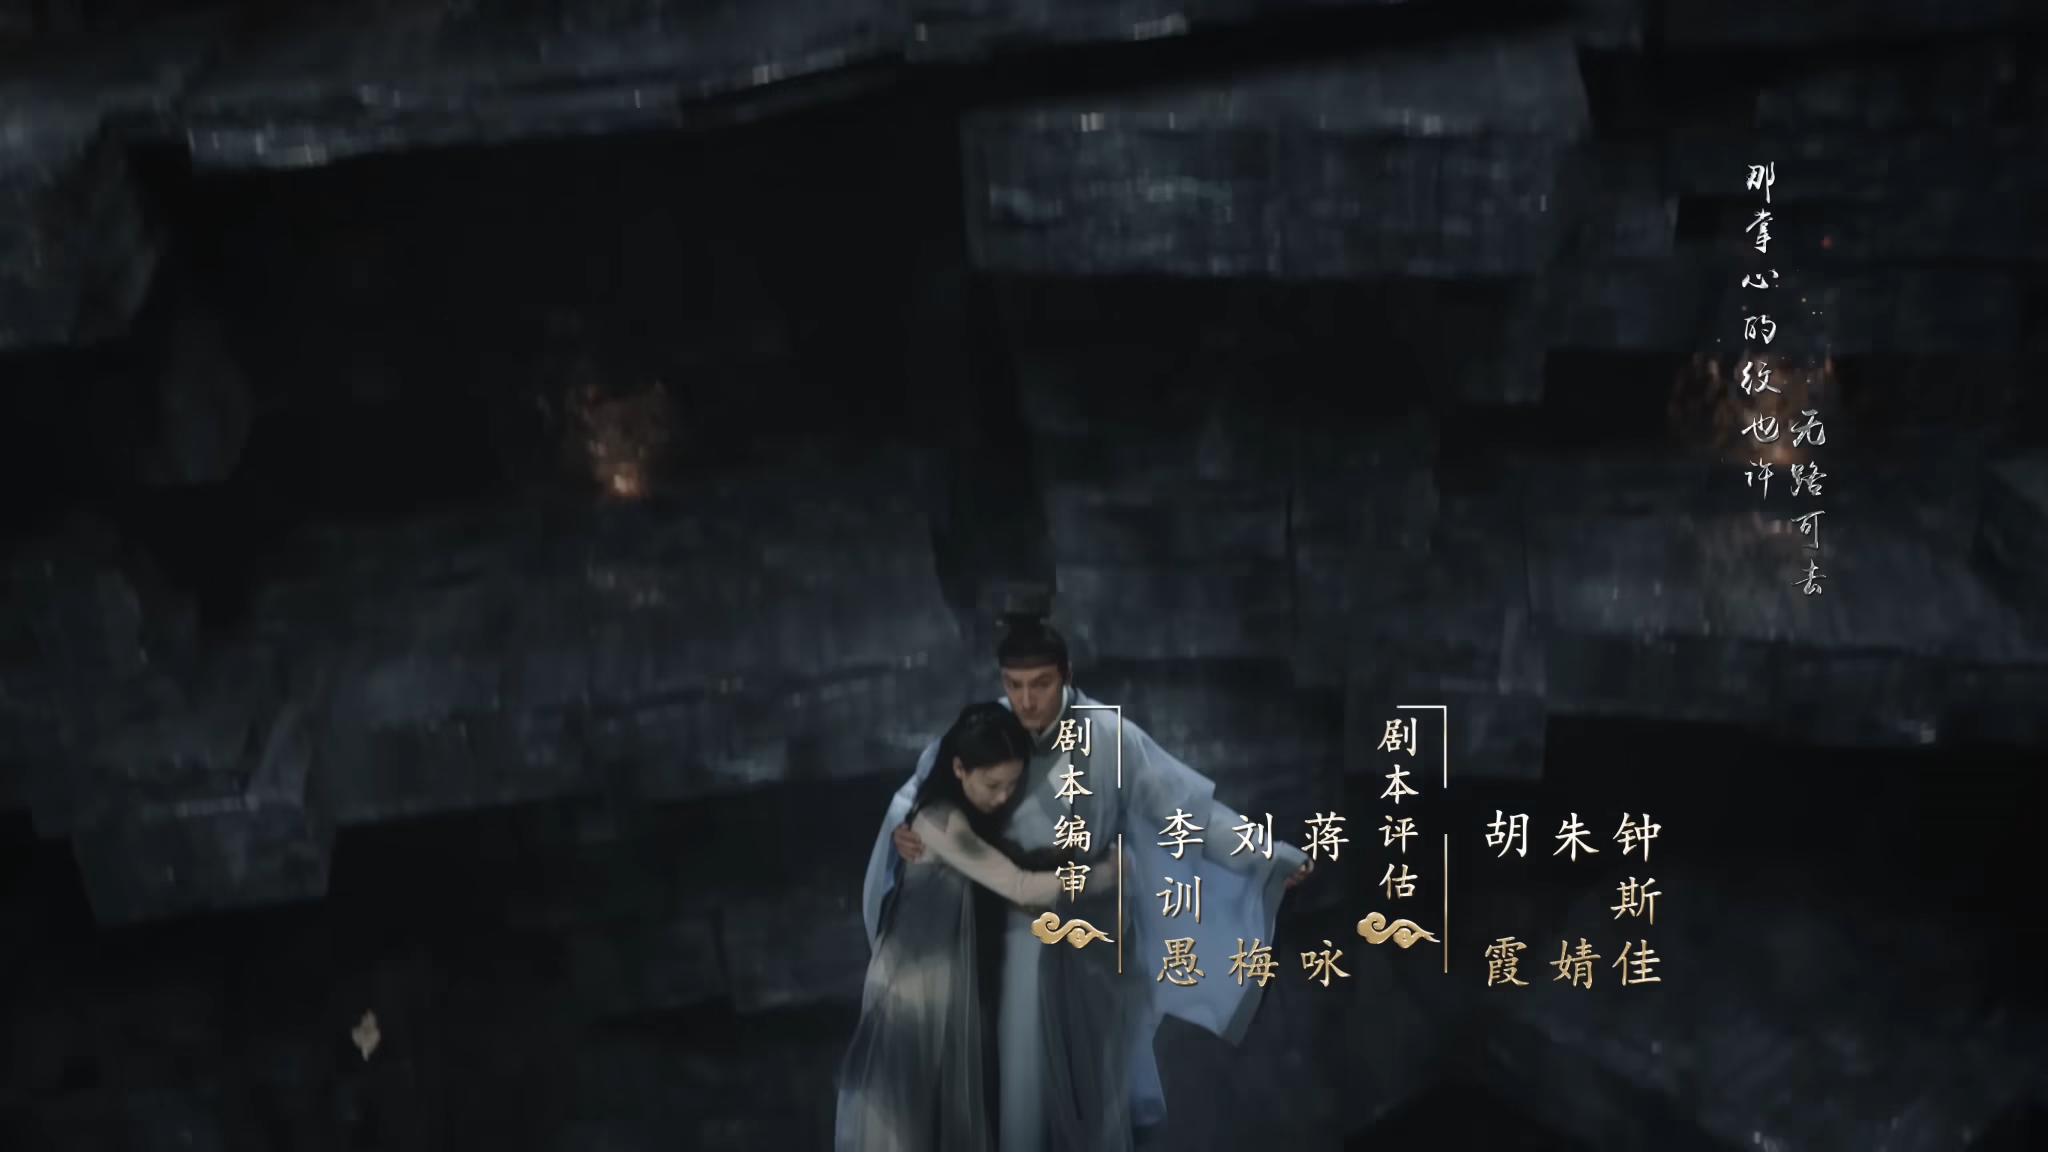 那掌心的纹也许
无路可去
剧本编审
李训愚
刘梅
蒋咏
剧本评估
胡霞
朱婧
钟斯佳